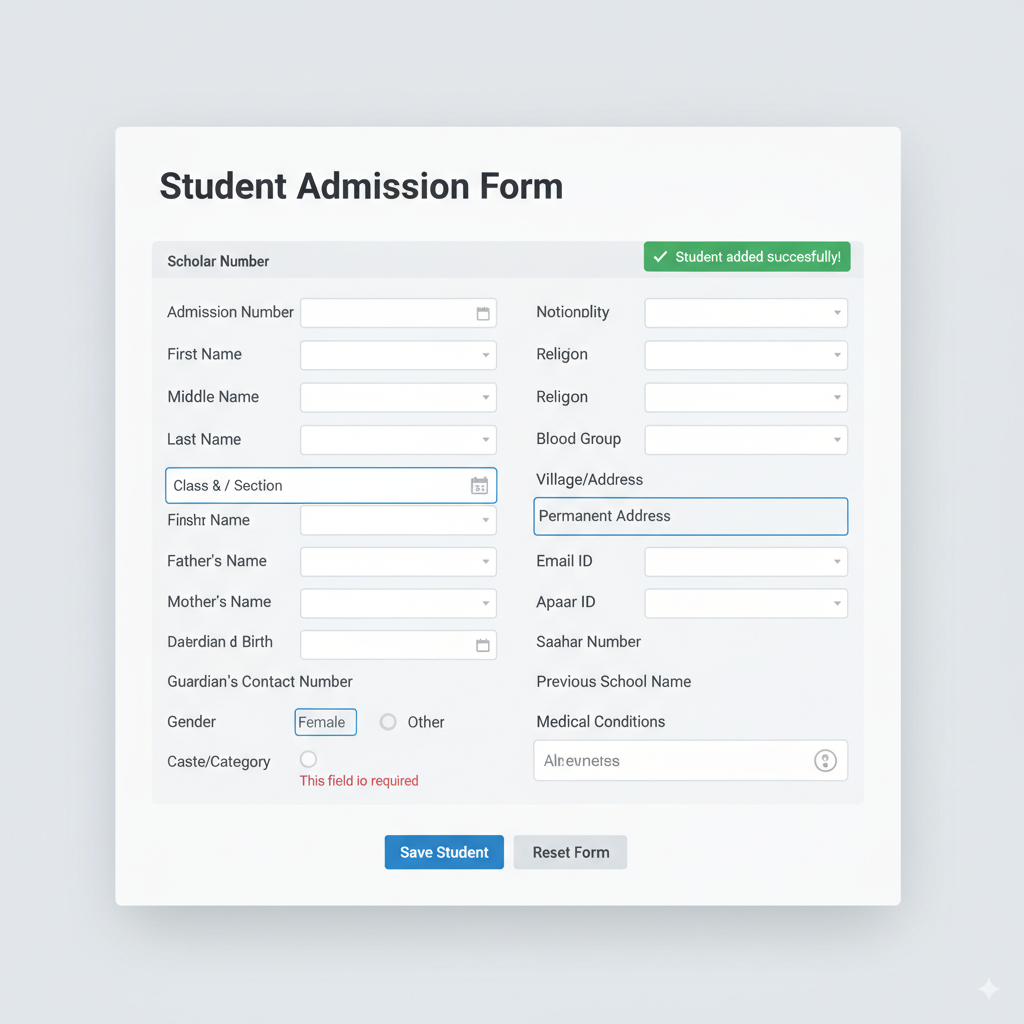 Student Admission Form
Scholar Number
Student added succesfully!
Admission Number
First Name
Middle Name
Last Name
Class & / Section
Finshr Name
Father's Name
Mother's Name
Daterdian d Birth
Guardian's Contact Number
Gender
Female
Other
Caste/Category
This field io required
Notionolity
Religion
Religon
Blood Group
Village/Address
Permanent Address
Email ID
Apaar ID
Saahar Number
Previous School Name
Medical Conditions
Save Student
Reset Form